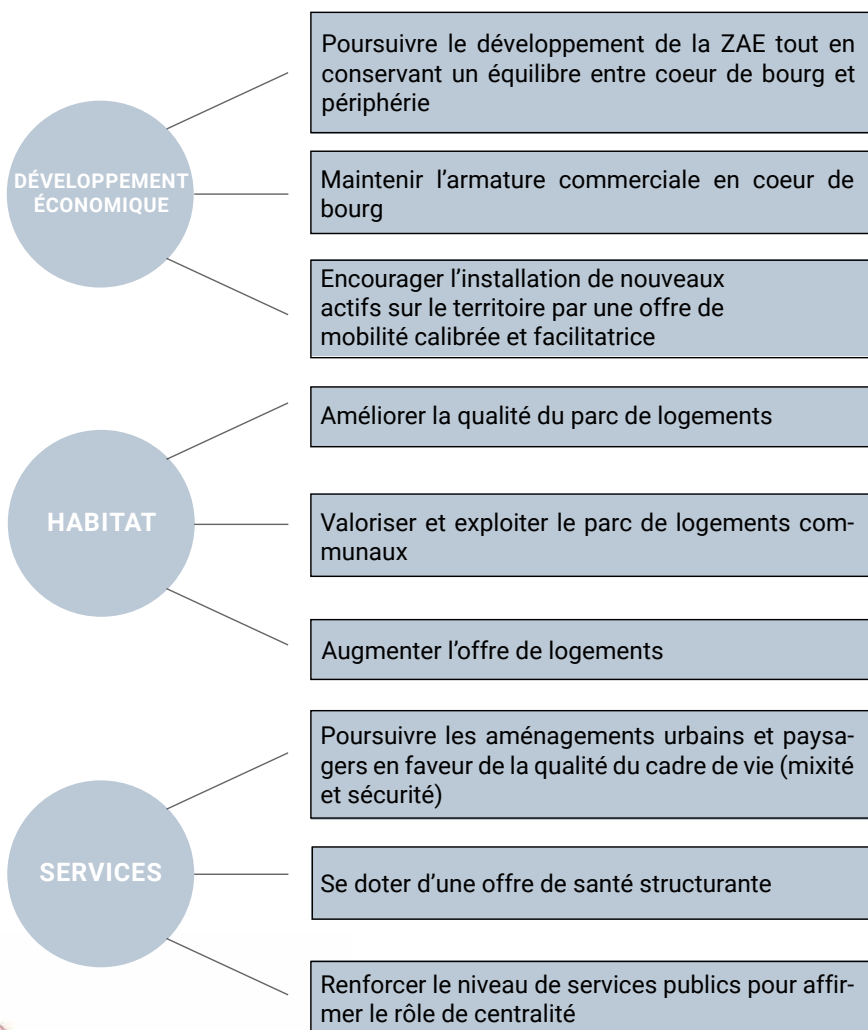 Poursuivre le développement de la ZAE tout en
conservant un équilibre entre coeur de bourg et
périphérie
DÉVELOPPEMENT
ÉCONOMIQUE
Maintenir l’armature commerciale en coeur de
bourg
Encourager l’installation de nouveaux
actifs sur le territoire par une offre de
mobilité calibrée et facilitatrice
Améliorer la qualité du parc de logements
HABITAT
Valoriser et exploiter le parc de logements com-
munaux
Augmenter l’offre de logements
Poursuivre les aménagements urbains et paysa-
gers en faveur de la qualité du cadre de vie (mixité
et sécurité)
SERVICES
Se doter d’une offre de santé structurante
Renforcer le niveau de services publics pour affir-
mer le rôle de centralité